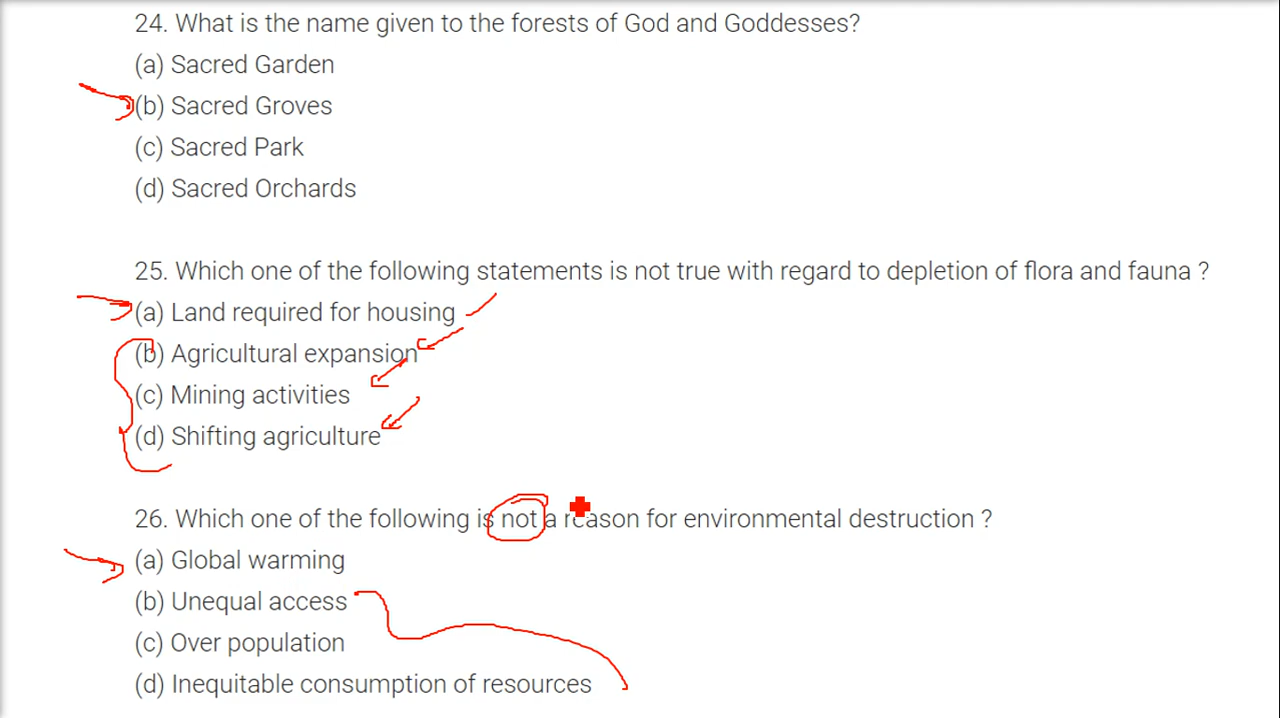 24. What is the name given to the forests of God and Goddesses?
(a) Sacred Garden
(b) Sacred Groves
(c) Sacred Park
(d) Sacred Orchards
25. Which one of the following statements is not true with regard to depletion of flora and fauna ?
(a) Land required for housing
(b) Agricultural expansion
(c) Mining activities
(d) Shifting agriculture
26. Which one of the following is not a reason for environmental destruction ?
(a) Global warming
(b) Unequal access
(c) Over population
(d) Inequitable consumption of resources